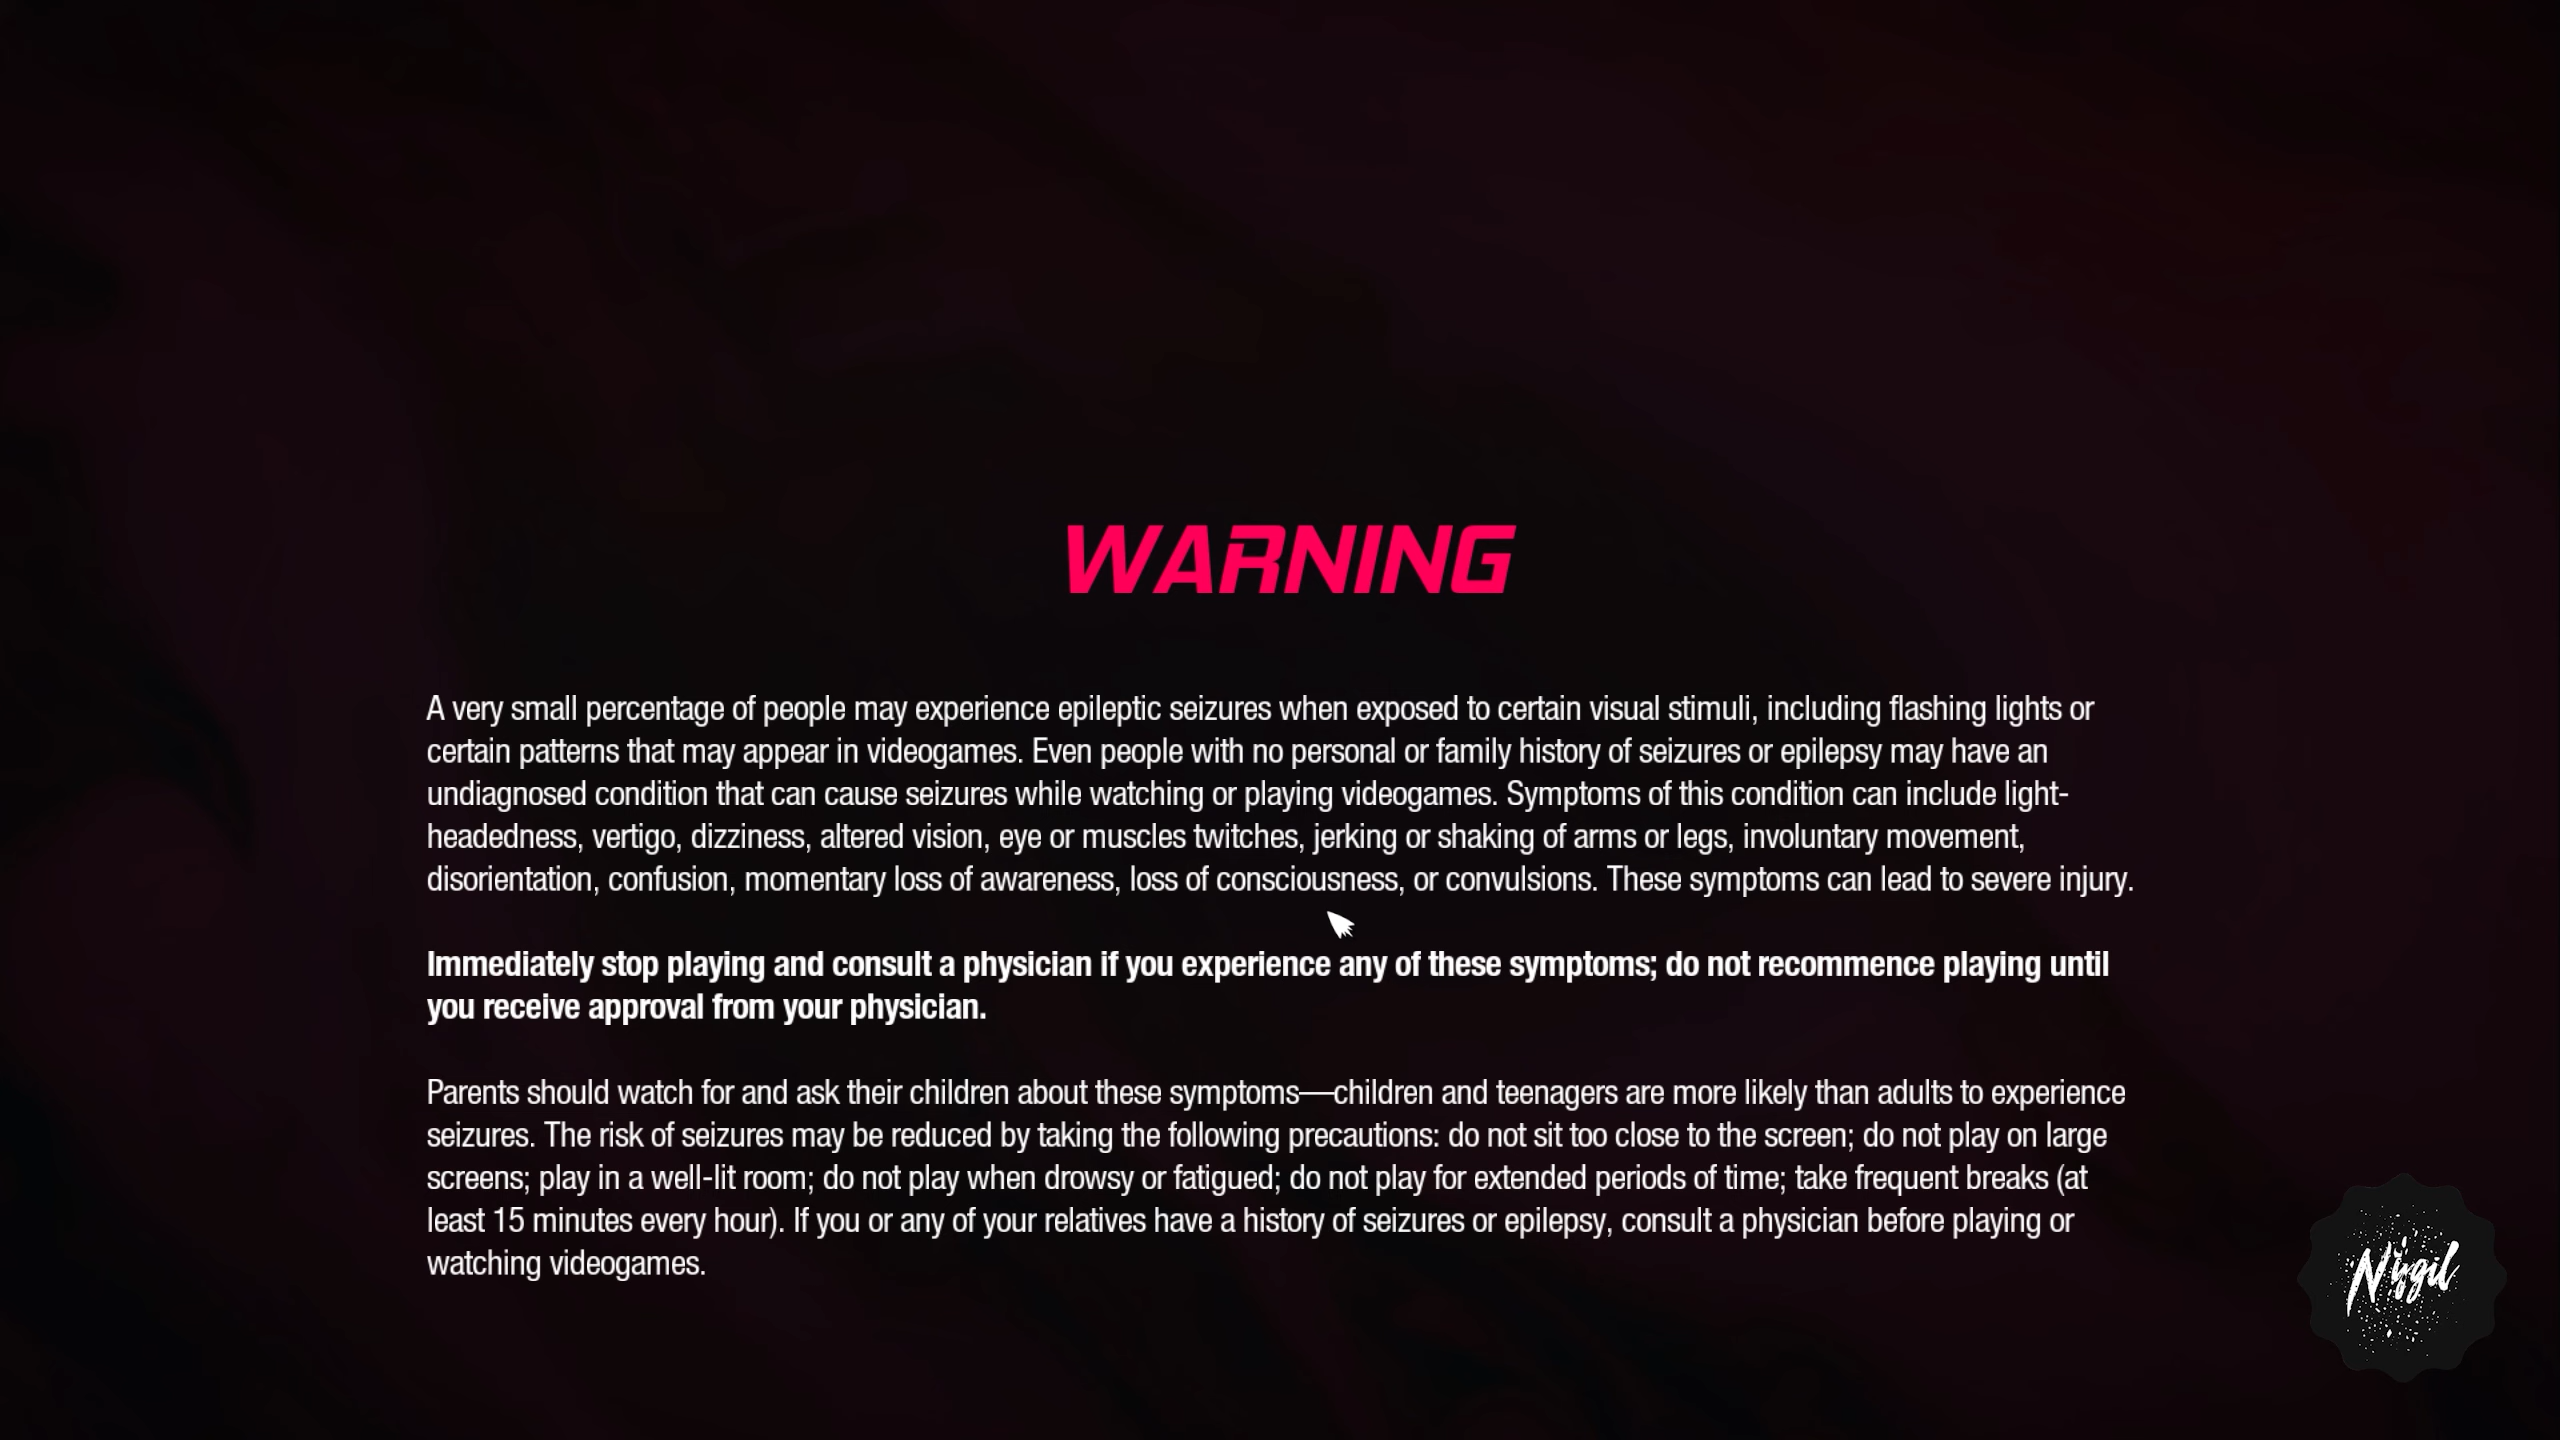 WARNING
A very small percentage of people may experience epileptic seizures when exposed to certain visual stimuli, including flashing lights or
certain patterns that may appear in videogames. Even people with no personal or family history of seizures or epilepsy may have an
undiagnosed condition that can cause seizures while watching or playing videogames. Symptoms of this condition can include light-
headedness, vertigo, dizziness, altered vision, eye or muscles twitches, jerking or shaking of arms or legs, involuntary movement,
disorientation, confusion, momentary loss of awareness, loss of consciousness, or convulsions. These symptoms can lead to severe injury.
Immediately stop playing and consult a physician if you experience any of these symptoms; do not recommence playing until
you receive approval from your physician.
Parents should watch for and ask their children about these symptoms—children and teenagers are more likely than adults to experience
seizures. The risk of seizures may be reduced by taking the following precautions: do not sit too close to the screen; do not play on large
screens; play in a well-lit room; do not play when drowsy or fatigued; do not play for extended periods of time; take frequent breaks (at
least 15 minutes every hour). If you or any of your relatives have a history of seizures or epilepsy, consult a physician before playing or
watching videogames.